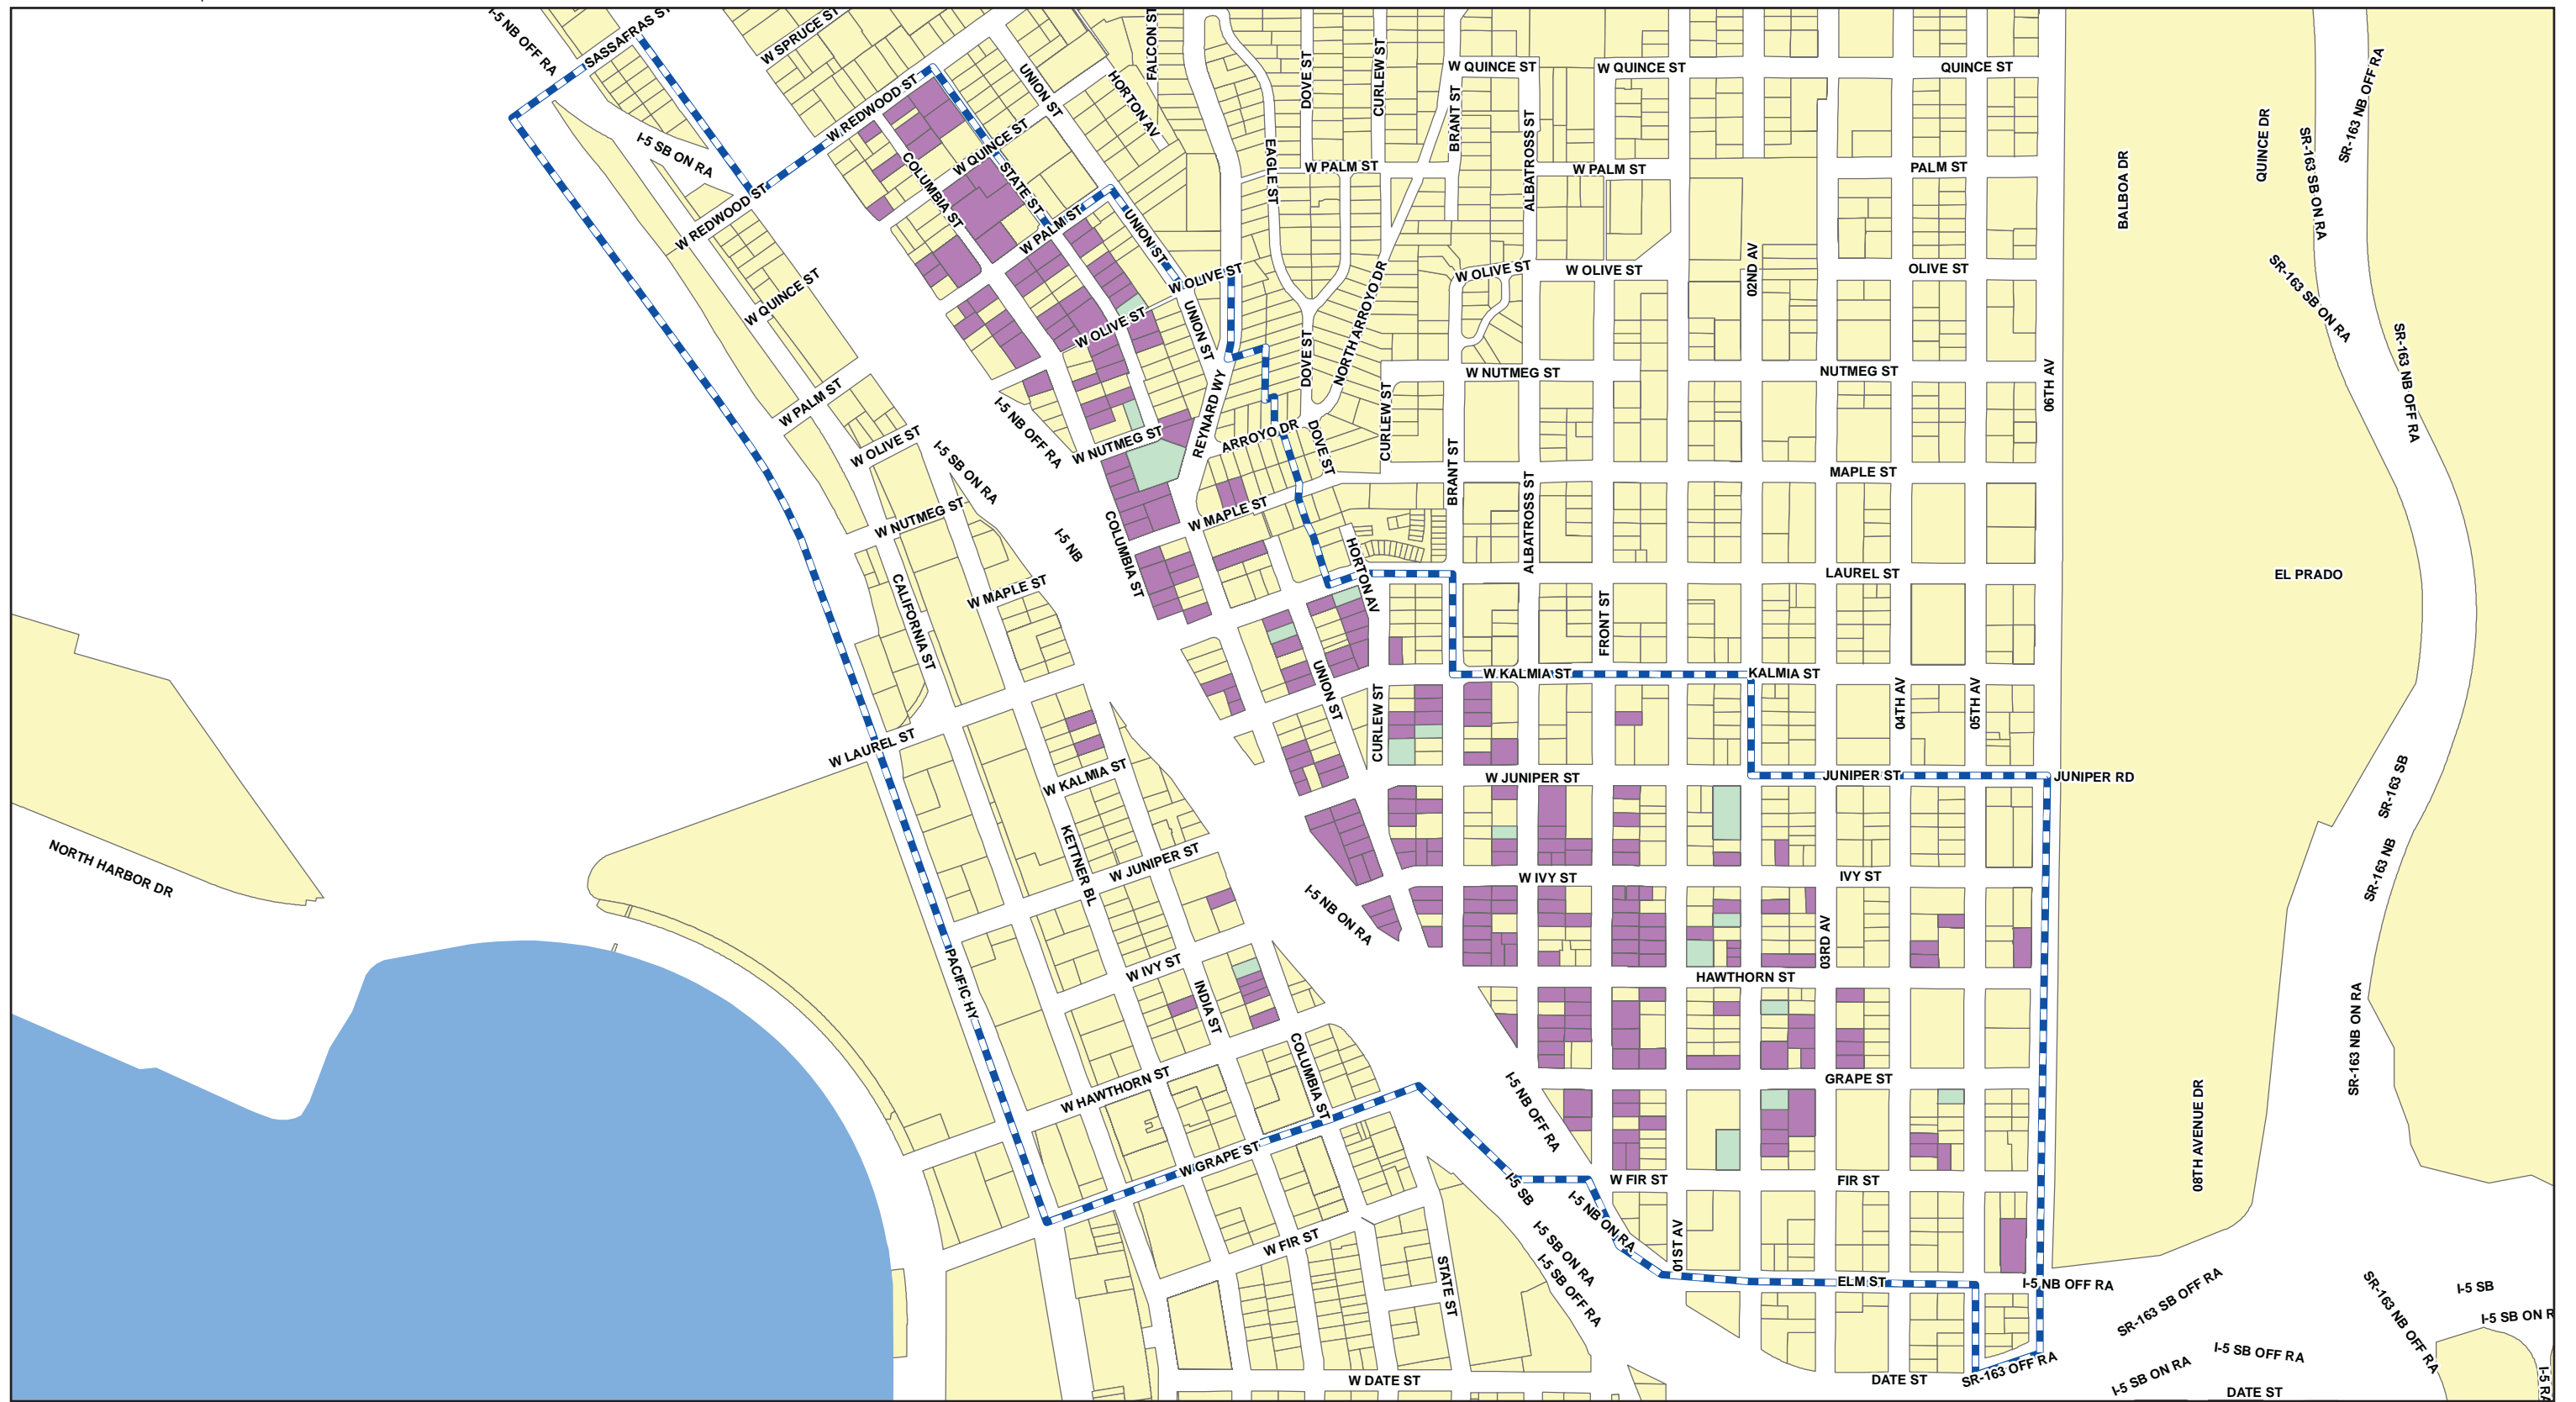 SASSAFRAS ST
I-5 NB OFF RA
W SPRUCE ST
FALCON ST
DOVE ST
CURLEW ST
W QUINCE ST
W QUINCE ST
QUINCE ST
SR-163 NB OFF RA
UNION ST
HORTON AV
W REDWOOD ST
BRANT ST
QUINCE DR
I-5 SB ON RA
W QUINCE ST
COLUMBIA ST
STATE ST
EAGLE ST
W PALM ST
ALBATROSS ST
W PALM ST
PALM ST
BALBOA DR
SR-163 SB ON RA
W REDWOOD ST
W PALM ST
UNION ST
W OLIVE ST
W OLIVE ST
W OLIVE ST
02ND AV
OLIVE ST
SR-163 SB ON RA
W QUINCE ST
W OLIVE ST
UNION ST
DOVE ST
NORTH ARROYO DR
W NUTMEG ST
NUTMEG ST
06TH AV
SR-163 NB OFF RA
W PALM ST
I-5 NB OFF RA
REYNARD WY
CURLEW ST
W OLIVE ST
W NUTMEG ST
ARROYO DR
DOVE ST
I-5 SB ON RA
BRANT ST
MAPLE ST
W NUTMEG ST
W MAPLE ST
ALBATROSS ST
I-5 NB
COLUMBIA ST
HORTON AV
LAUREL ST
EL PRADO
CALIFORNIA ST
W MAPLE ST
FRONT ST
UNION ST
W KALMIA ST
KALMIA ST
04TH AV
05TH AV
W LAUREL ST
CURLEW ST
W KALMIA ST
W JUNIPER ST
JUNIPER ST
JUNIPER RD
SR-163 SB
NORTH HARBOR DR
KETTNER BL
W JUNIPER ST
W IVY ST
IVY ST
SR-163 NB
I-5 NB ON RA
03RD AV
PACIFIC HY
W IVY ST
INDIA ST
HAWTHORN ST
SR-163 NB ON RA
W HAWTHORN ST
COLUMBIA ST
GRAPE ST
I-5 NB OFF RA
08TH AVENUE DR
W GRAPE ST
I-5 SB
W FIR ST
FIR ST
I-5 NB ON RA
W FIR ST
STATE ST
I-5 SB ON RA
I-5 SB OFF RA
01ST AV
ELM ST
I-5 NB OFF RA
SR-163 SB OFF RA
SR-163 NB OFF RA
I-5 SB
I-5 SB ON R
I-5 SB OFF RA
W DATE ST
DATE ST
SR-163 OFF RA
I-5 SB ON RA
DATE ST
I-5 RA